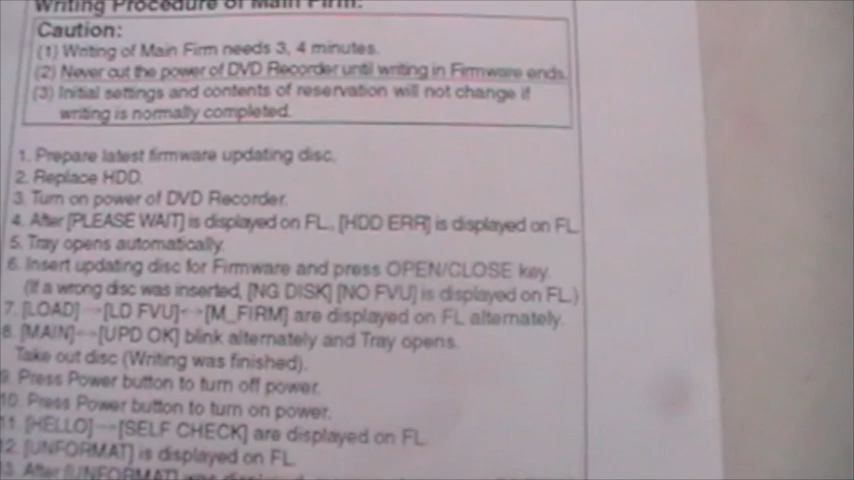 Writing Procedure of Main Firm.
Caution:
(1) Writing of Main Firm needs 3, 4 minutes.
(2) Never cut the power of DVD Recorder until writing in Firmware ends.
(3) Initial settings and contents of reservation will not change if
writing is normally completed.
1. Prepare latest firmware updating disc.
2. Replace HDD.
3. Turn on power of DVD Recorder.
4. After [PLEASE WAIT] is displayed on FL., [HDD ERR] is displayed on FL.
5. Tray opens automatically.
6. Insert updating disc for Firmware and press OPEN/CLOSE key.
(If a wrong disc was inserted, [NG DISK] [NO FVU] is displayed on FL.)
7. [LOAD]→[LD FVU]↔[M_FIRM] are displayed on FL alternately.
8. [MAIN]↔[UPD OK] blink alternately and Tray opens.
Take out disc (Writing was finished).
9. Press Power button to turn off power.
10. Press Power button to turn on power.
11. [HELLO]→[SELF CHECK] are displayed on FL.
12. [UNFORMAT] is displayed on FL.
13. After [UNFORMAT] was